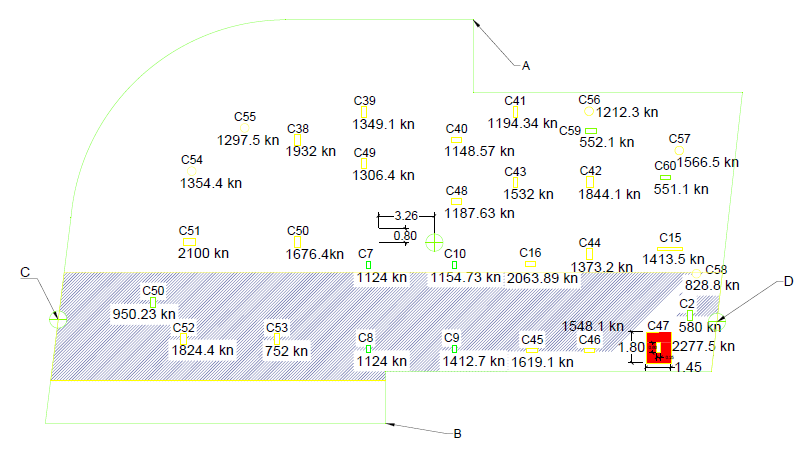 A
C39
1349.1 kn
C41
1194.34 kn
C56
1212.3 kn
C55
1297.5 kn
C38
1932 kn
C40
1148.57 kn
C59
552.1 kn
C57
1566.5 kn
C54
1354.4 kn
C49
1306.4 kn
C43
1532 kn
C42
1844.1 kn
C60
551.1 kn
C48
1187.63 kn
3.26
0.80
C51
2100 kn
C50
1676.4 kn
C7
1124 kn
C10
1154.73 kn
C16
2063.89 kn
C44
1373.2 kn
C15
1413.5 kn
C58
828.8 kn
C
D
C50
950.23 kn
C2
580 kn
C52
1824.4 kn
C53
752 kn
C8
1124 kn
C9
1412.7 kn
C45
1619.1 kn
1548.1 kn
C46
C47
2277.5 kn
1.80
1.45
B